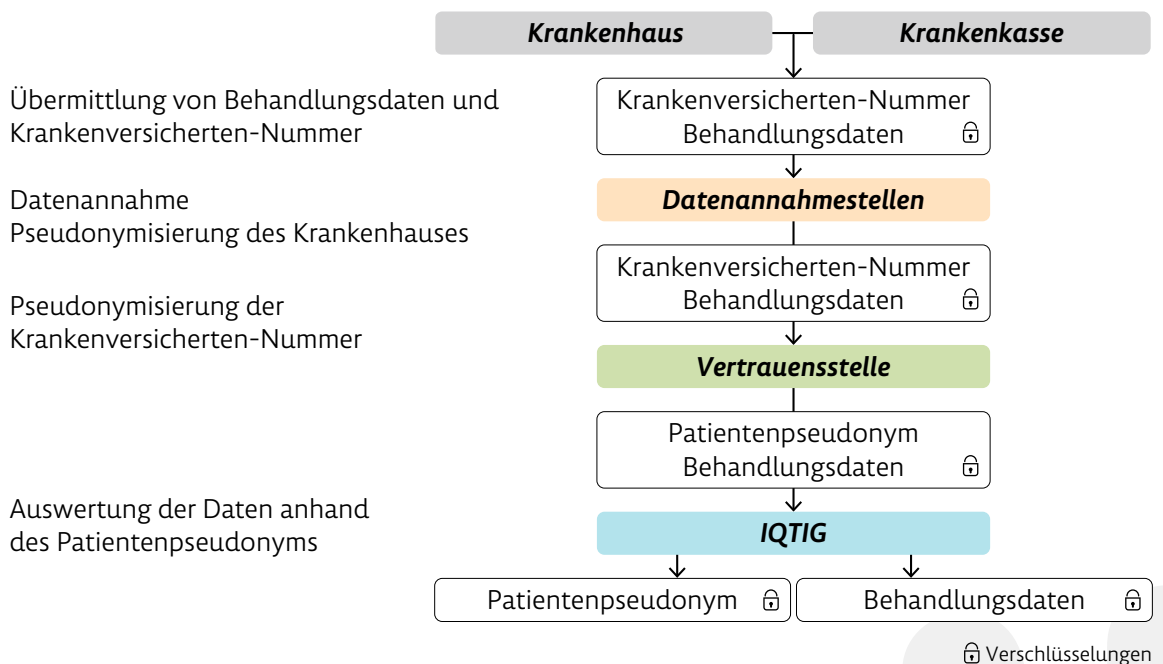 Krankenhaus
Krankenkasse
Übermittlung von Behandlungsdaten und
Krankenversicherten-Nummer
Krankenversicherten-Nummer
Behandlungsdaten
Datenannahme
Pseudonymisierung des Krankenhauses
Datenannahmestellen
Krankenversicherten-Nummer
Behandlungsdaten
Pseudonymisierung der
Krankenversicherten-Nummer
Vertrauensstelle
Patientenpseudonym
Behandlungsdaten
Auswertung der Daten anhand
des Patientenpseudonyms
IQTIG
Patientenpseudonym
Behandlungsdaten
Verschlüsselungen